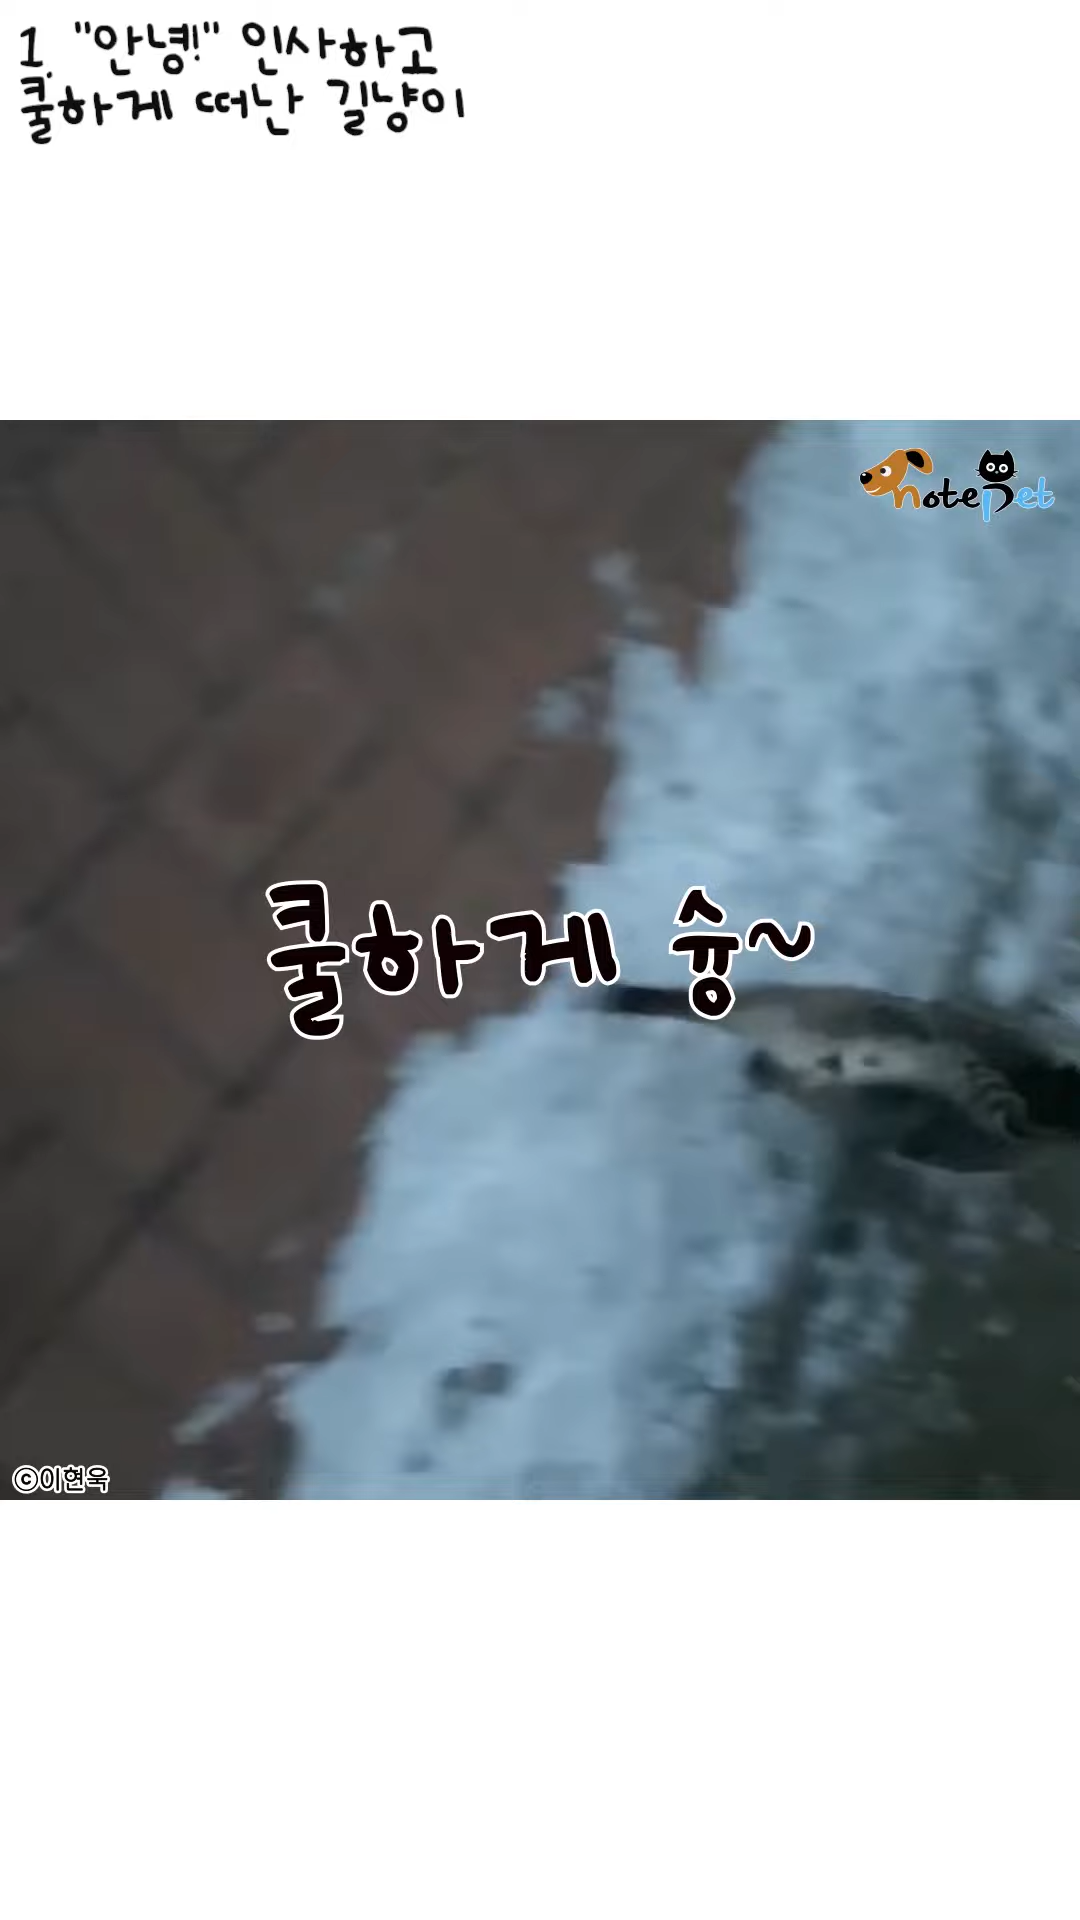 1. "안녕!" 인사하고
쿨하게 떠난 길냥이
notepet
쿨하게 슝~
©이현욱